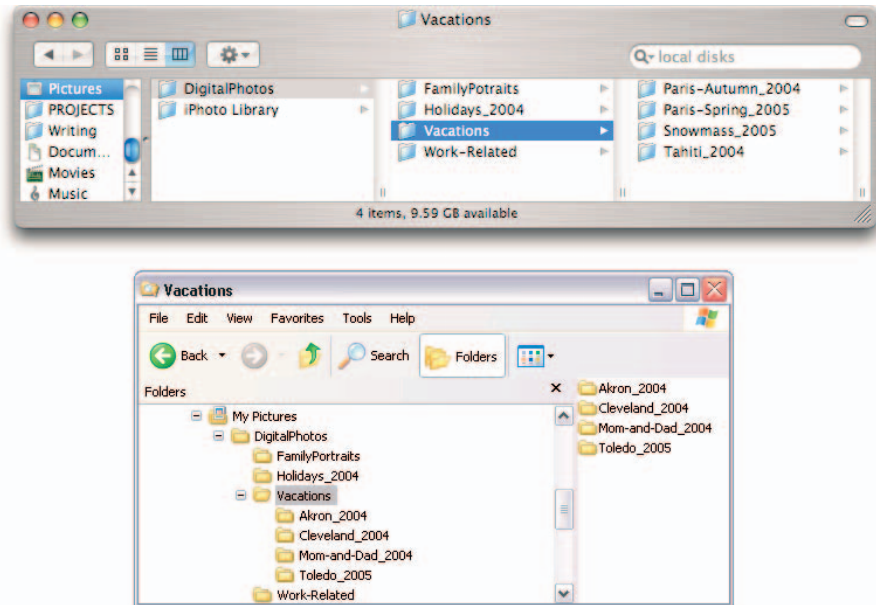 Vacations
local disks
Pictures
PROJECTS
Writing
Docum...
Movies
Music
DigitalPhotos
iPhoto Library
FamilyPotraits
Holidays_2004
Vacations
Work-Related
Paris-Autumn_2004
Paris-Spring_2005
Snowmass_2005
Tahiti_2004
4 items, 9.59 GB available
Vacations
File Edit View Favorites Tools Help
Back Search Folders
Folders
My Pictures
DigitalPhotos
FamilyPortraits
Holidays_2004
Vacations
Akron_2004
Cleveland_2004
Mom-and-Dad_2004
Toledo_2005
Work-Related
Akron_2004
Cleveland_2004
Mom-and-Dad_2004
Toledo_2005